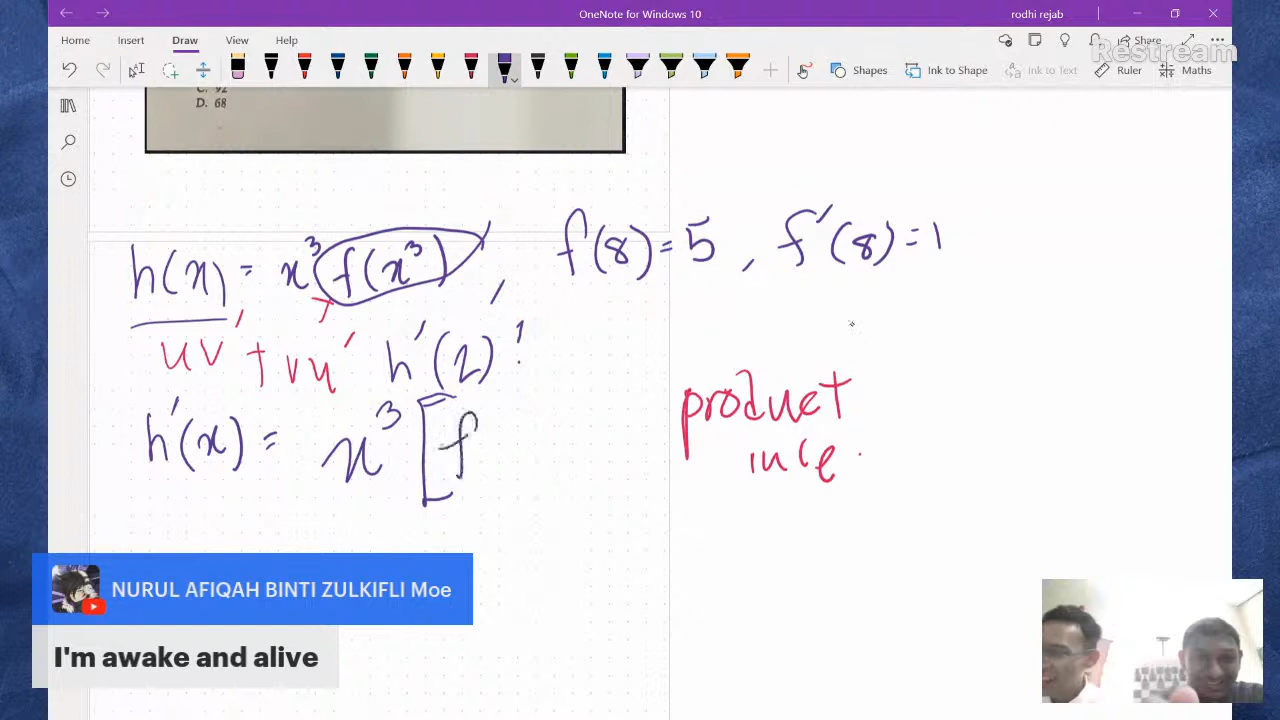 OneNote for Windows 10
rodhi rejab
Home Insert Draw View Help
Share
Restream
Shapes Ink to Shape Ink to Text Ruler Maths
C. 92
D. 68
h(x) = x³ f(x³) , f(8) = 5 , f'(8) = 1
uv' + vu' h'(2)?
h'(x) = x³ [f
product
NURUL AFIQAH BINTI ZULKIFLI Moe
I'm awake and alive